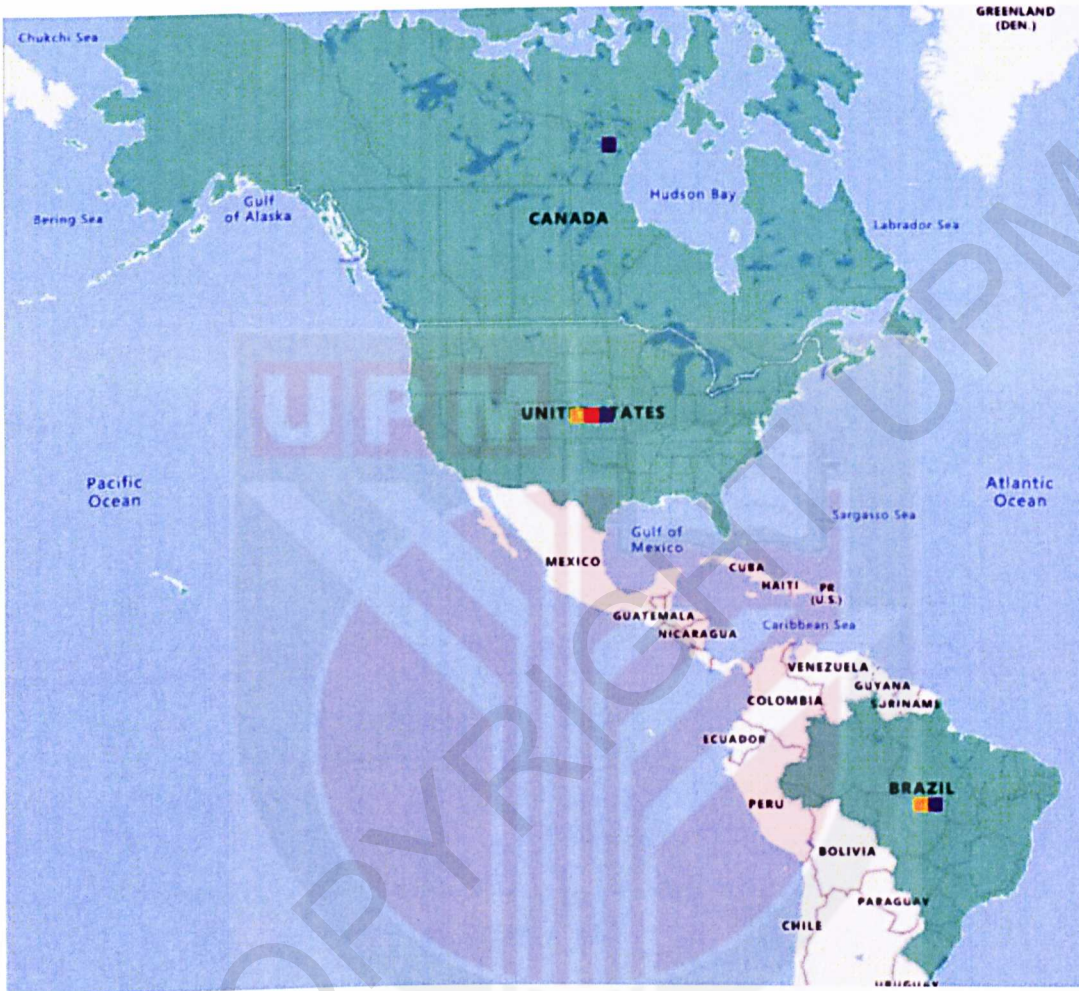 GREENLAND
(DEN.)
Chukchi Sea
Hudson Bay
Gulf
of Alaska
Bering Sea
CANADA
Labrador Sea
UPM
UNIT ATES
Pacific
Ocean
Atlantic
Ocean
Sargasso Sea
Gulf of
Mexico
MEXICO
CUBA
HAITI
PR
(U.S.)
GUATEMALA
Caribbean Sea
NICARAGUA
VENEZUELA
GUYANA
COLOMBIA
SURINAME
ECUADOR
BRAZIL
PERU
BOLIVIA
PARAGUAY
CHILE
URUGUAY
COPYRIGHT UPM